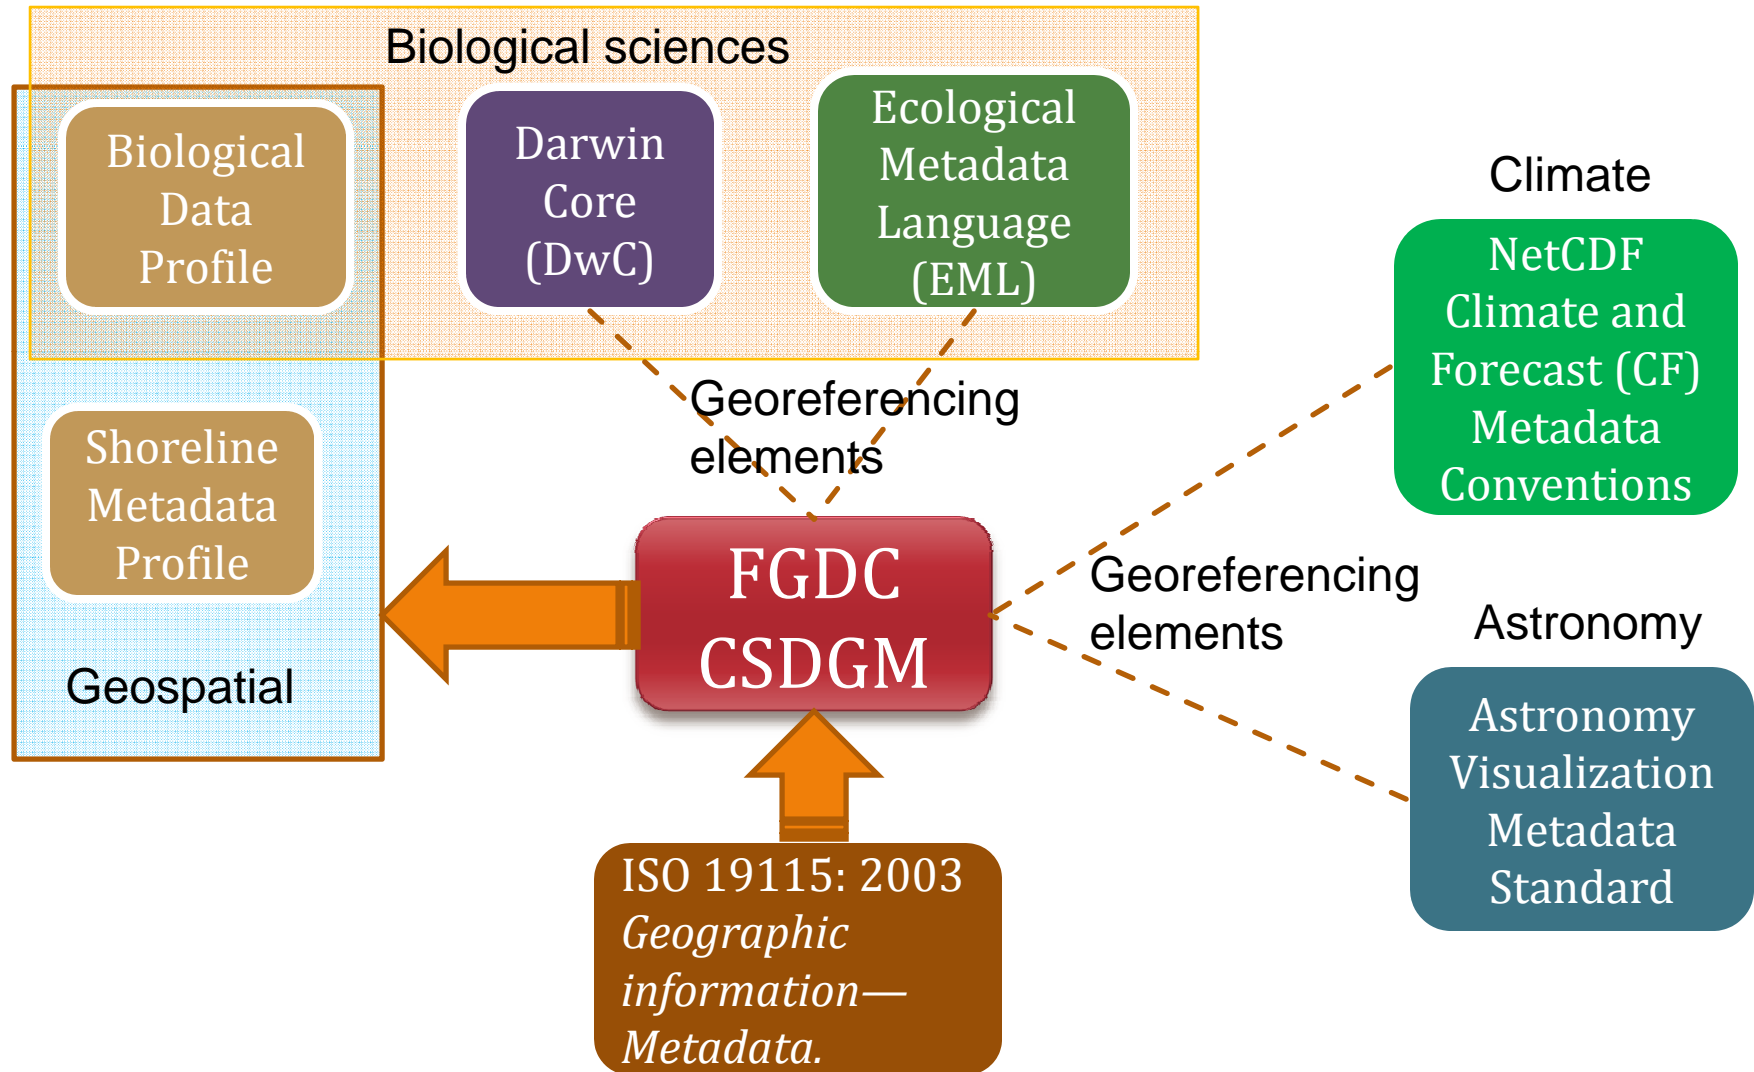 Biological sciences
Biological
Data
Profile
Darwin
Core
(DwC)
Ecological
Metadata
Language
(EML)
Climate
NetCDF
Climate and
Forecast (CF)
Metadata
Conventions
Georeferencing
elements
Shoreline
Metadata
Profile
Geospatial
FGDC
CSDGM
Georeferencing
elements
Astronomy
Astronomy
Visualization
Metadata
Standard
ISO 19115: 2003
Geographic
information—
Metadata.